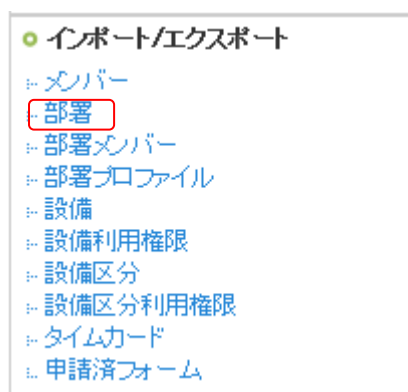 インポート/エクスポート
メンバー
部署
部署メンバー
部署プロファイル
設備
設備利用権限
設備区分
設備区分利用権限
タイムカード
申請済フォーム